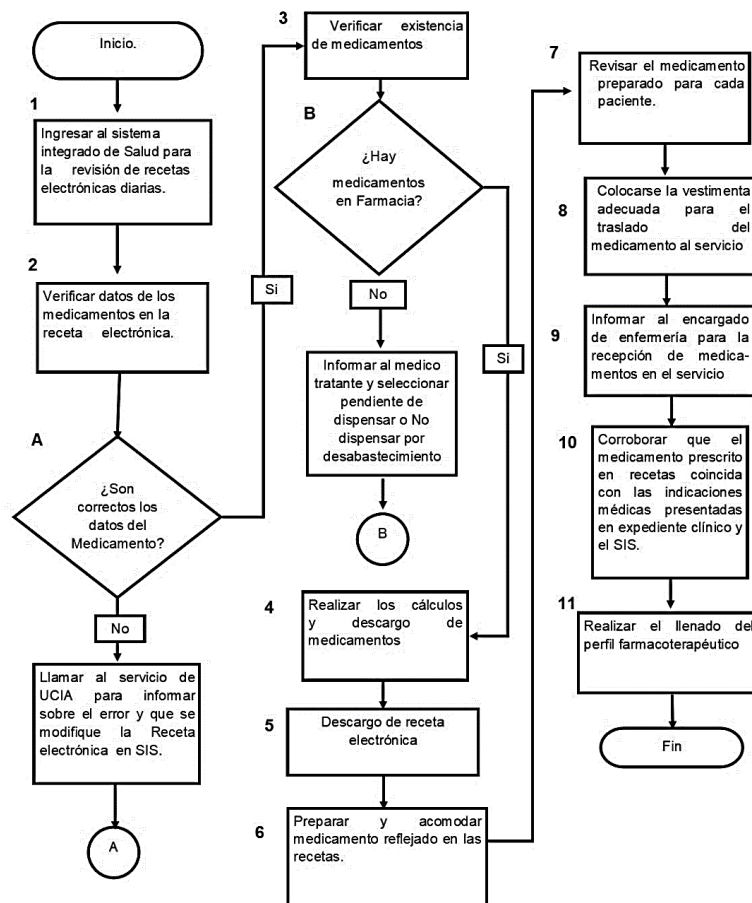 Inicio.
1
Ingresar al sistema
integrado de Salud para
la revisión de recetas
electrónicas diarias.
2
Verificar datos de los
medicamentos en la
receta electrónica.
A
¿Son
correctos los
datos del
Medicamento?
Si
No
Llamar al servicio de
UCIA para informar
sobre el error y que se
modifique la Receta
electrónica en SIS.
A
3
Verificar existencia
de medicamentos
B
¿Hay
medicamentos
en Farmacia?
No
Si
Informar al medico
tratante y seleccionar
pendiente de
dispensar o No
dispensar por
desabastecimiento
B
4
Realizar los cálculos
y descargo de
medicamentos
5
Descargo de receta
electrónica
6
Preparar y acomodar
medicamento reflejado en las
recetas.
7
Revisar el medicamento
preparado para cada
paciente.
8
Colocarse la vestimenta
adecuada para el
traslado del
medicamento al servicio
9
Informar al encargado
de enfermería para la
recepción de medica-
mentos en el servicio
10
Corroborar que el
medicamento prescrito
en recetas coincida
con las indicaciones
médicas presentadas
en expediente clínico y
el SIS.
11
Realizar el llenado del
perfil farmacoterapéutico
Fin